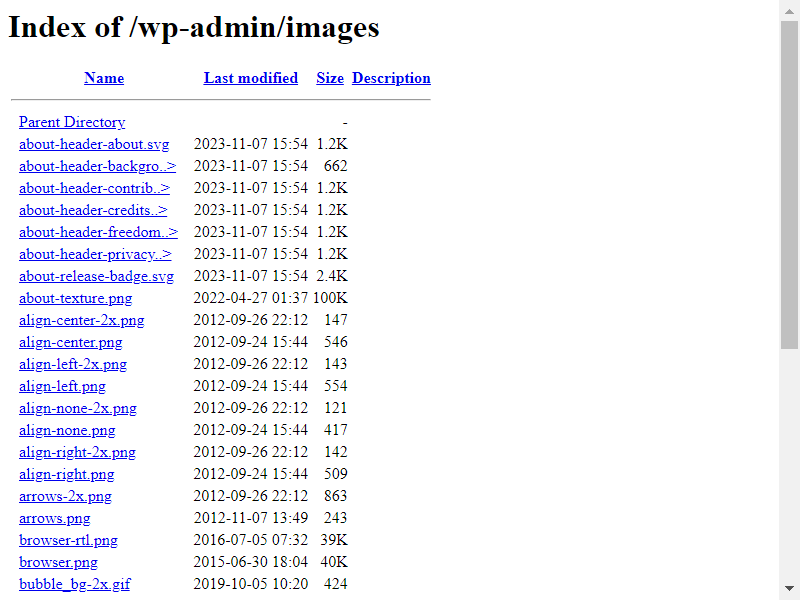 Index of /wp-admin/images
Name Last modified Size Description
Parent Directory -
about-header-about.svg 2023-11-07 15:54 1.2K
about-header-backgro..> 2023-11-07 15:54 662
about-header-contrib..> 2023-11-07 15:54 1.2K
about-header-credits..> 2023-11-07 15:54 1.2K
about-header-freedom..> 2023-11-07 15:54 1.2K
about-header-privacy..> 2023-11-07 15:54 1.2K
about-release-badge.svg 2023-11-07 15:54 2.4K
about-texture.png 2022-04-27 01:37 100K
align-center-2x.png 2012-09-26 22:12 147
align-center.png 2012-09-24 15:44 546
align-left-2x.png 2012-09-26 22:12 143
align-left.png 2012-09-24 15:44 554
align-none-2x.png 2012-09-26 22:12 121
align-none.png 2012-09-24 15:44 417
align-right-2x.png 2012-09-26 22:12 142
align-right.png 2012-09-24 15:44 509
arrows-2x.png 2012-09-26 22:12 863
arrows.png 2012-11-07 13:49 243
browser-rtl.png 2016-07-05 07:32 39K
browser.png 2015-06-30 18:04 40K
bubble_bg-2x.gif 2019-10-05 10:20 424